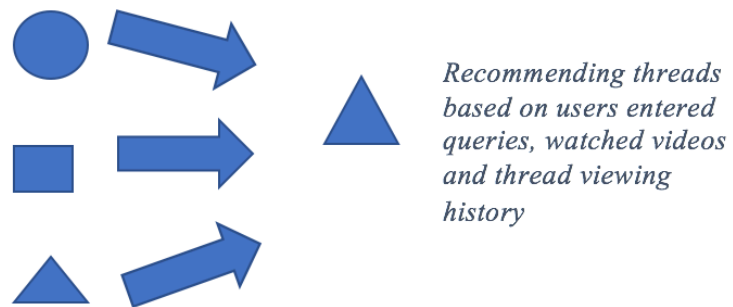 Recommending threads
based on users entered
queries, watched videos
and thread viewing
history